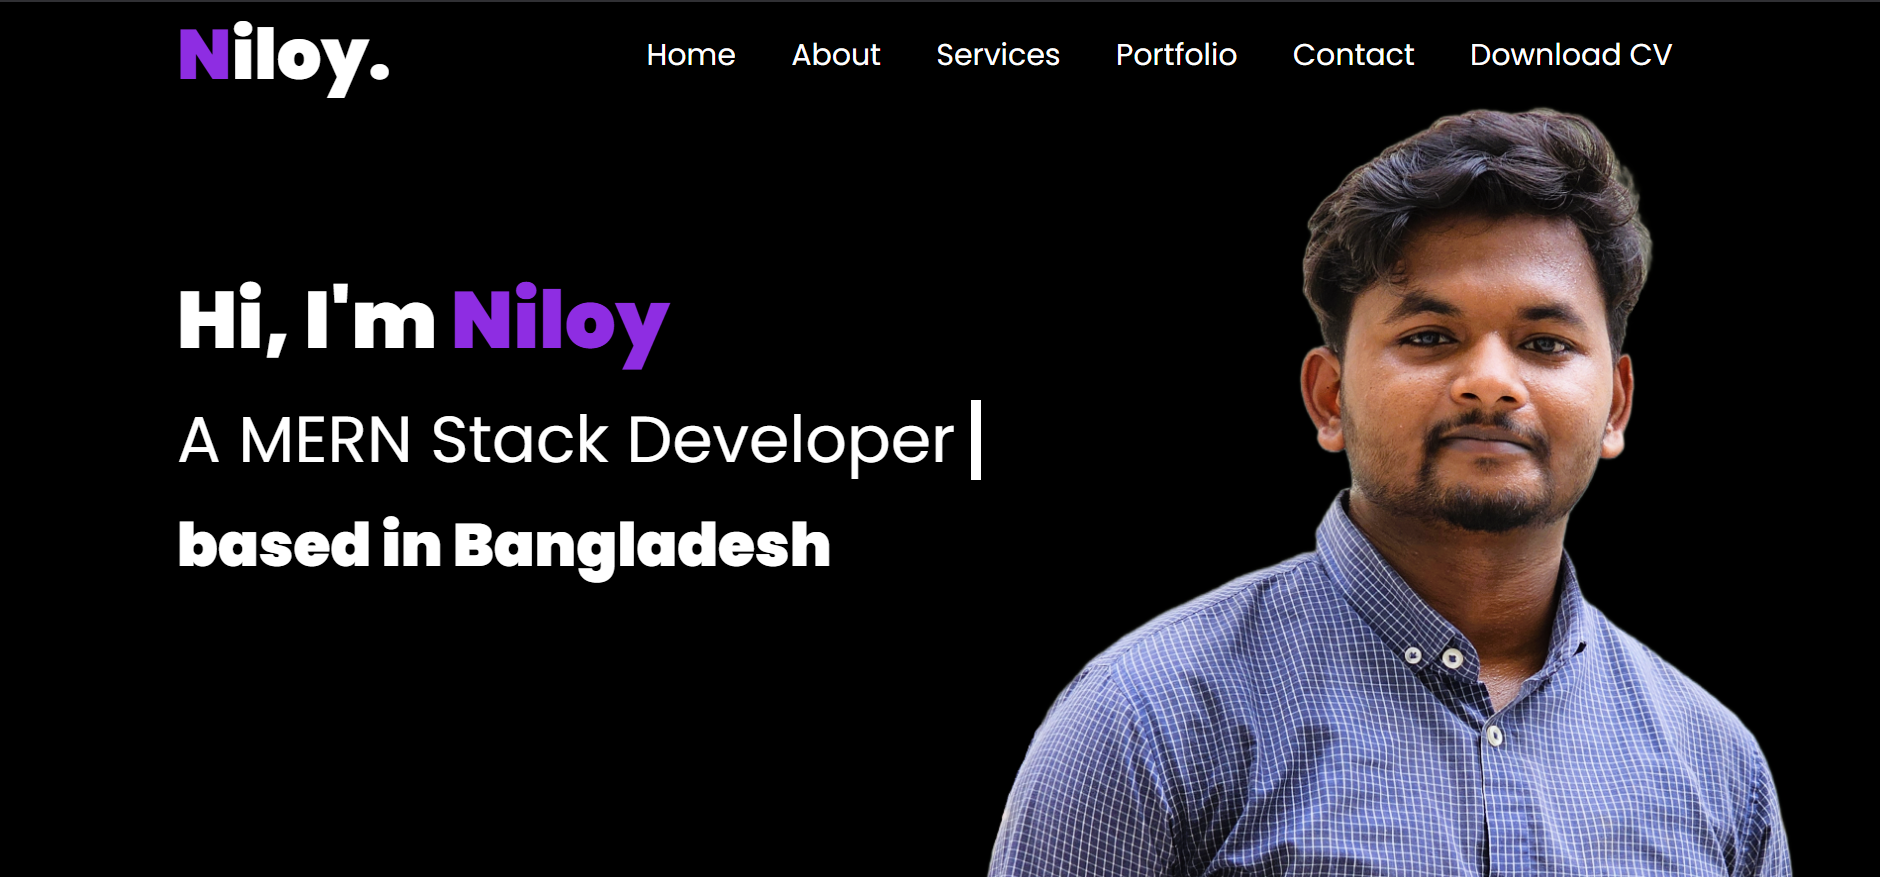 Niloy.
Home About Services Portfolio Contact Download CV
Hi, I'm Niloy
A MERN Stack Developer
based in Bangladesh